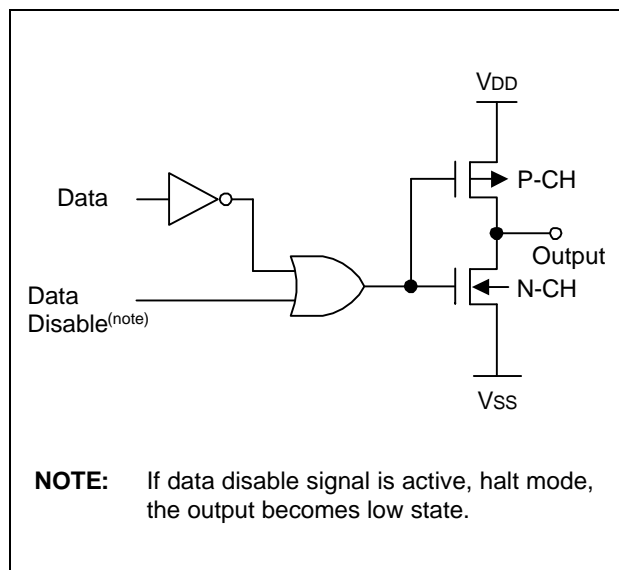 VDD
P-CH
Data
Output
Data
Disable(note)
N-CH
VSS
NOTE: If data disable signal is active, halt mode,
the output becomes low state.